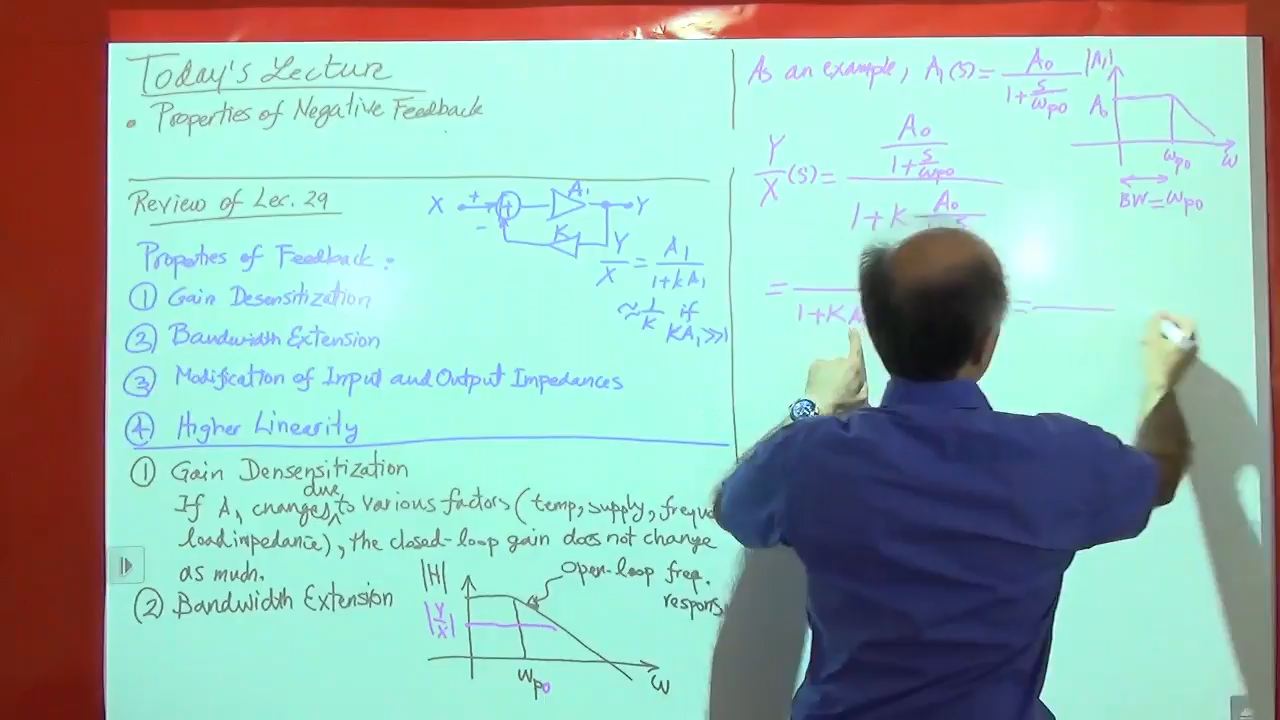 Today's Lecture
• Properties of Negative Feedback
Review of Lec. 29
X + − A1 K Y
Y/X = A1/(1+KA1)
≈ 1/K if KA1 >> 1
Properties of Feedback:
① Gain Desensitization
② Bandwidth Extension
③ Modification of Input and Output Impedances
④ Higher Linearity
① Gain Densensitization
If A1 changes due to various factors (temp, supply,
load impedance), the closed-loop gain does not change
as much.
② Bandwidth Extension
|H|
|Y/X|
Open-loop freq.
ωp0
ω
As an example, A1(s) = A0/(1+s/ωp0)
|A1|
A0
ωp0
ω
BW = ωp0
Y/X (s) = (A0/(1+s/ωp0))/(1+K A0
=
1+K
=